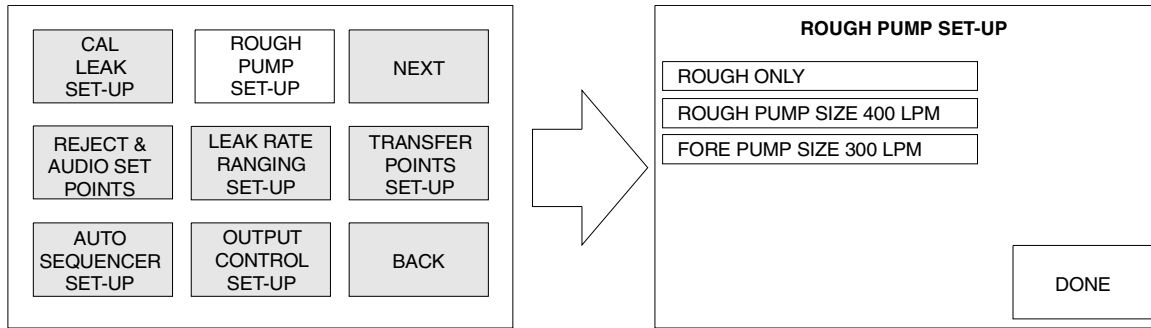 CAL
LEAK
SET-UP
ROUGH
PUMP
SET-UP
NEXT
REJECT &
AUDIO SET
POINTS
LEAK RATE
RANGING
SET-UP
TRANSFER
POINTS
SET-UP
AUTO
SEQUENCER
SET-UP
OUTPUT
CONTROL
SET-UP
BACK
ROUGH PUMP SET-UP
ROUGH ONLY
ROUGH PUMP SIZE 400 LPM
FORE PUMP SIZE 300 LPM
DONE